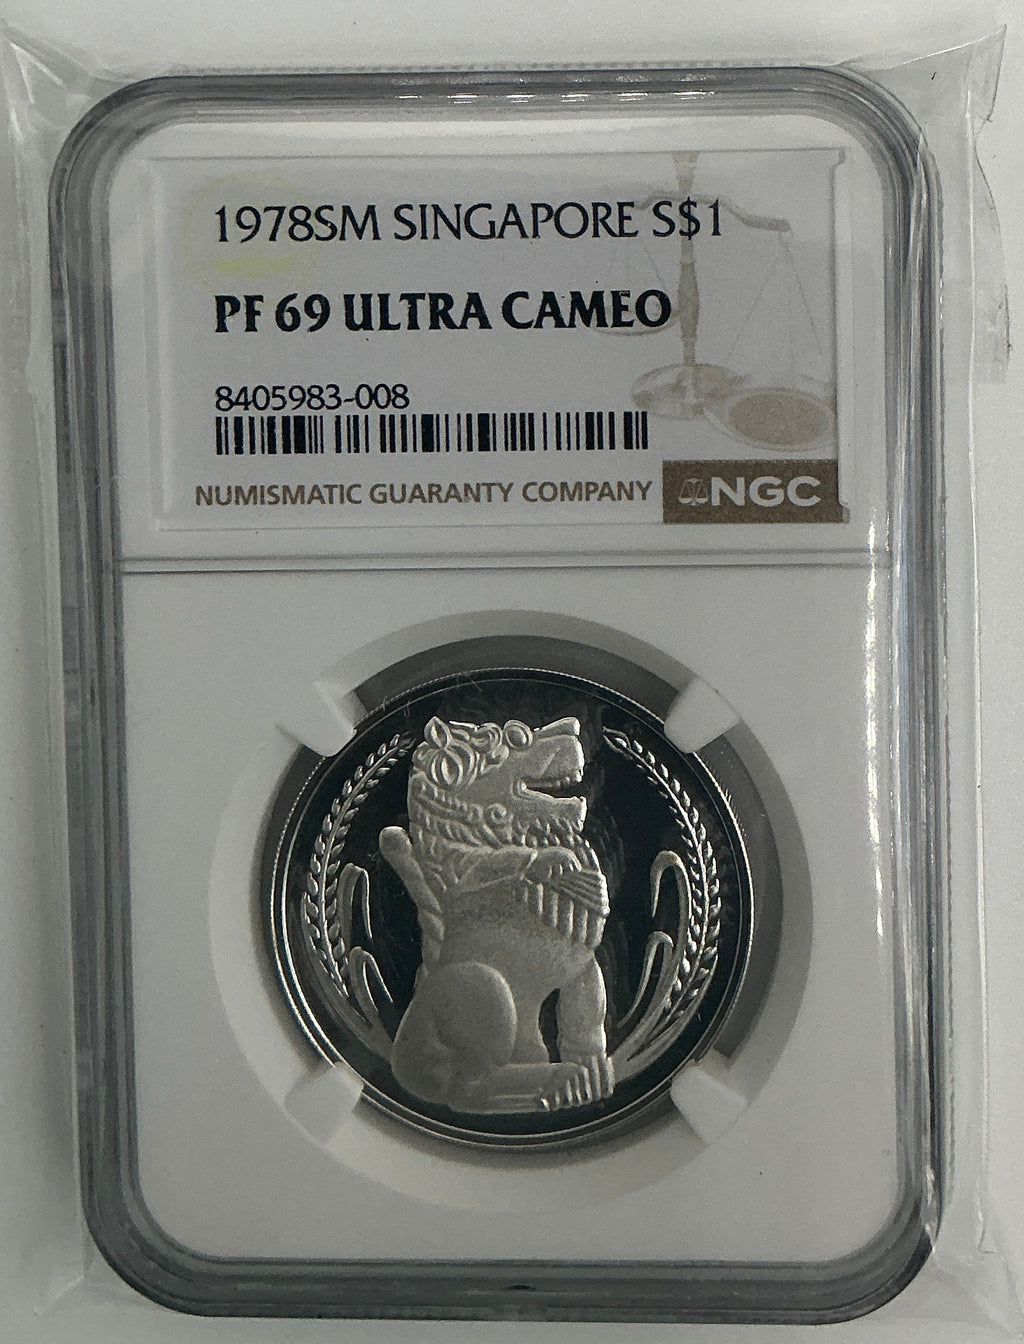 1978SM SINGAPORE S$1
PF 69 ULTRA CAMEO
8405983-008
NUMISMATIC GUARANTY COMPANY NGC